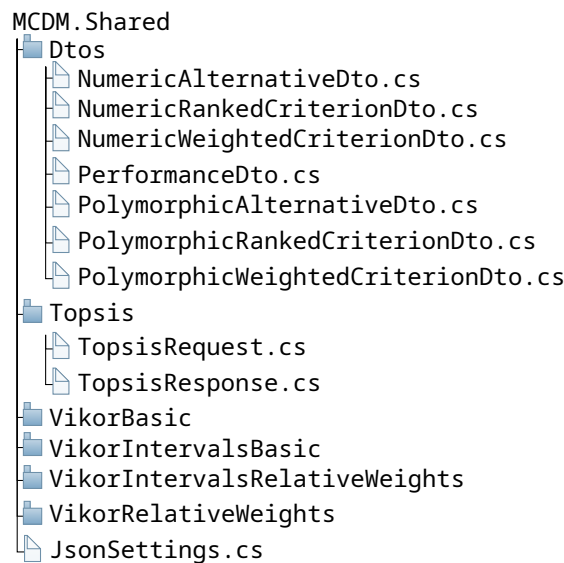 MCDM.Shared
Dtos
NumericAlternativeDto.cs
NumericRankedCriterionDto.cs
NumericWeightedCriterionDto.cs
PerformanceDto.cs
PolymorphicAlternativeDto.cs
PolymorphicRankedCriterionDto.cs
PolymorphicWeightedCriterionDto.cs
Topsis
TopsisRequest.cs
TopsisResponse.cs
VikorBasic
VikorIntervalsBasic
VikorIntervalsRelativeWeights
VikorRelativeWeights
JsonSettings.cs